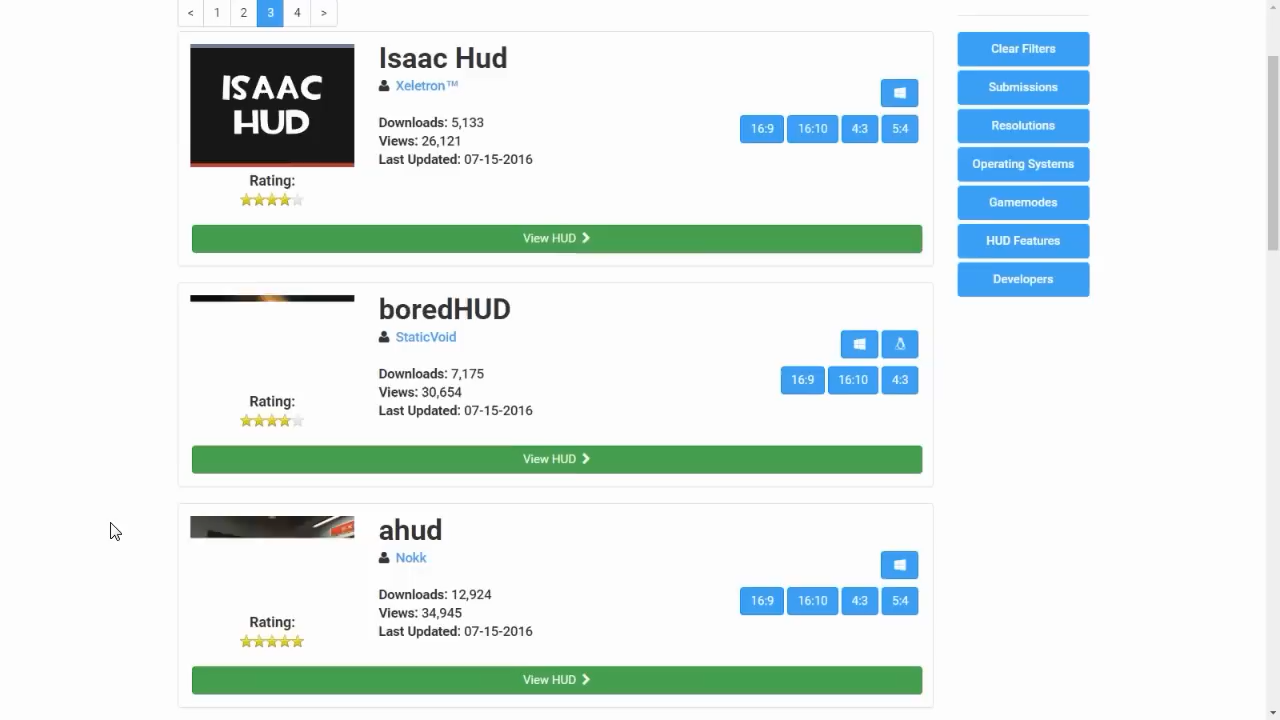 < 1 2 3 4 >
ISAAC
HUD
Isaac Hud
Xeletron™
Downloads: 5,133
Views: 26,121
Last Updated: 07-15-2016
16:9 16:10 4:3 5:4
Rating:
View HUD
boredHUD
StaticVoid
Downloads: 7,175
Views: 30,654
Last Updated: 07-15-2016
16:9 16:10 4:3
Rating:
View HUD
ahud
Nokk
Downloads: 12,924
Views: 34,945
Last Updated: 07-15-2016
16:9 16:10 4:3 5:4
Rating:
View HUD
Clear Filters
Submissions
Resolutions
Operating Systems
Gamemodes
HUD Features
Developers